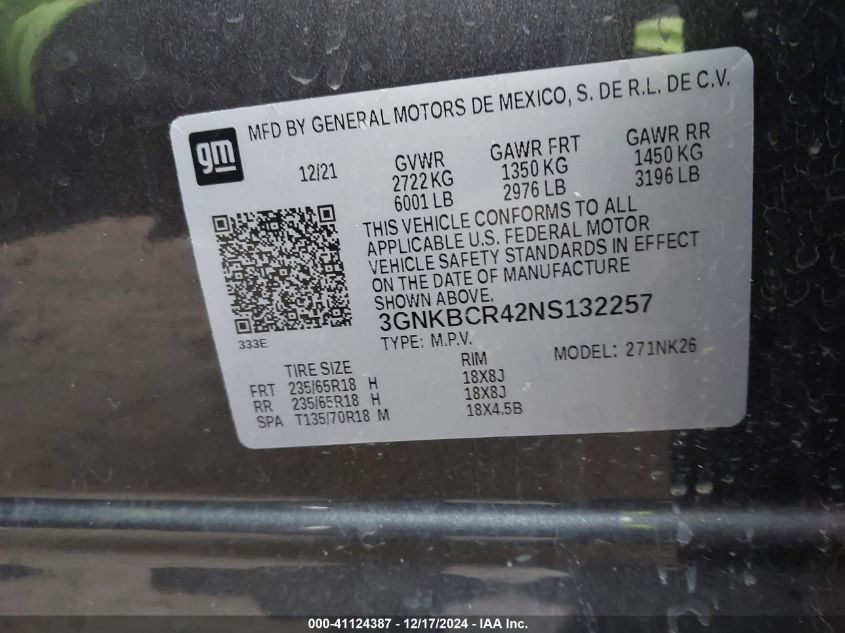 gm
MFD BY GENERAL MOTORS DE MEXICO, S. DE R.L. DE C.V.
12/21
GVWR GAWR FRT GAWR RR
2722 KG 1350 KG 1450 KG
6001 LB 2976 LB 3196 LB
THIS VEHICLE CONFORMS TO ALL
APPLICABLE U.S. FEDERAL MOTOR
VEHICLE SAFETY STANDARDS IN EFFECT
ON THE DATE OF MANUFACTURE
SHOWN ABOVE.
333E
3GNKBCR42NS132257
TYPE: M.P.V.
MODEL: 271NK26
TIRE SIZE RIM
FRT 235/65R18 H 18X8J
RR 235/65R18 H 18X8J
SPA T135/70R18 M 18X4.5B
000-41124387 - 12/17/2024 - IAA Inc.